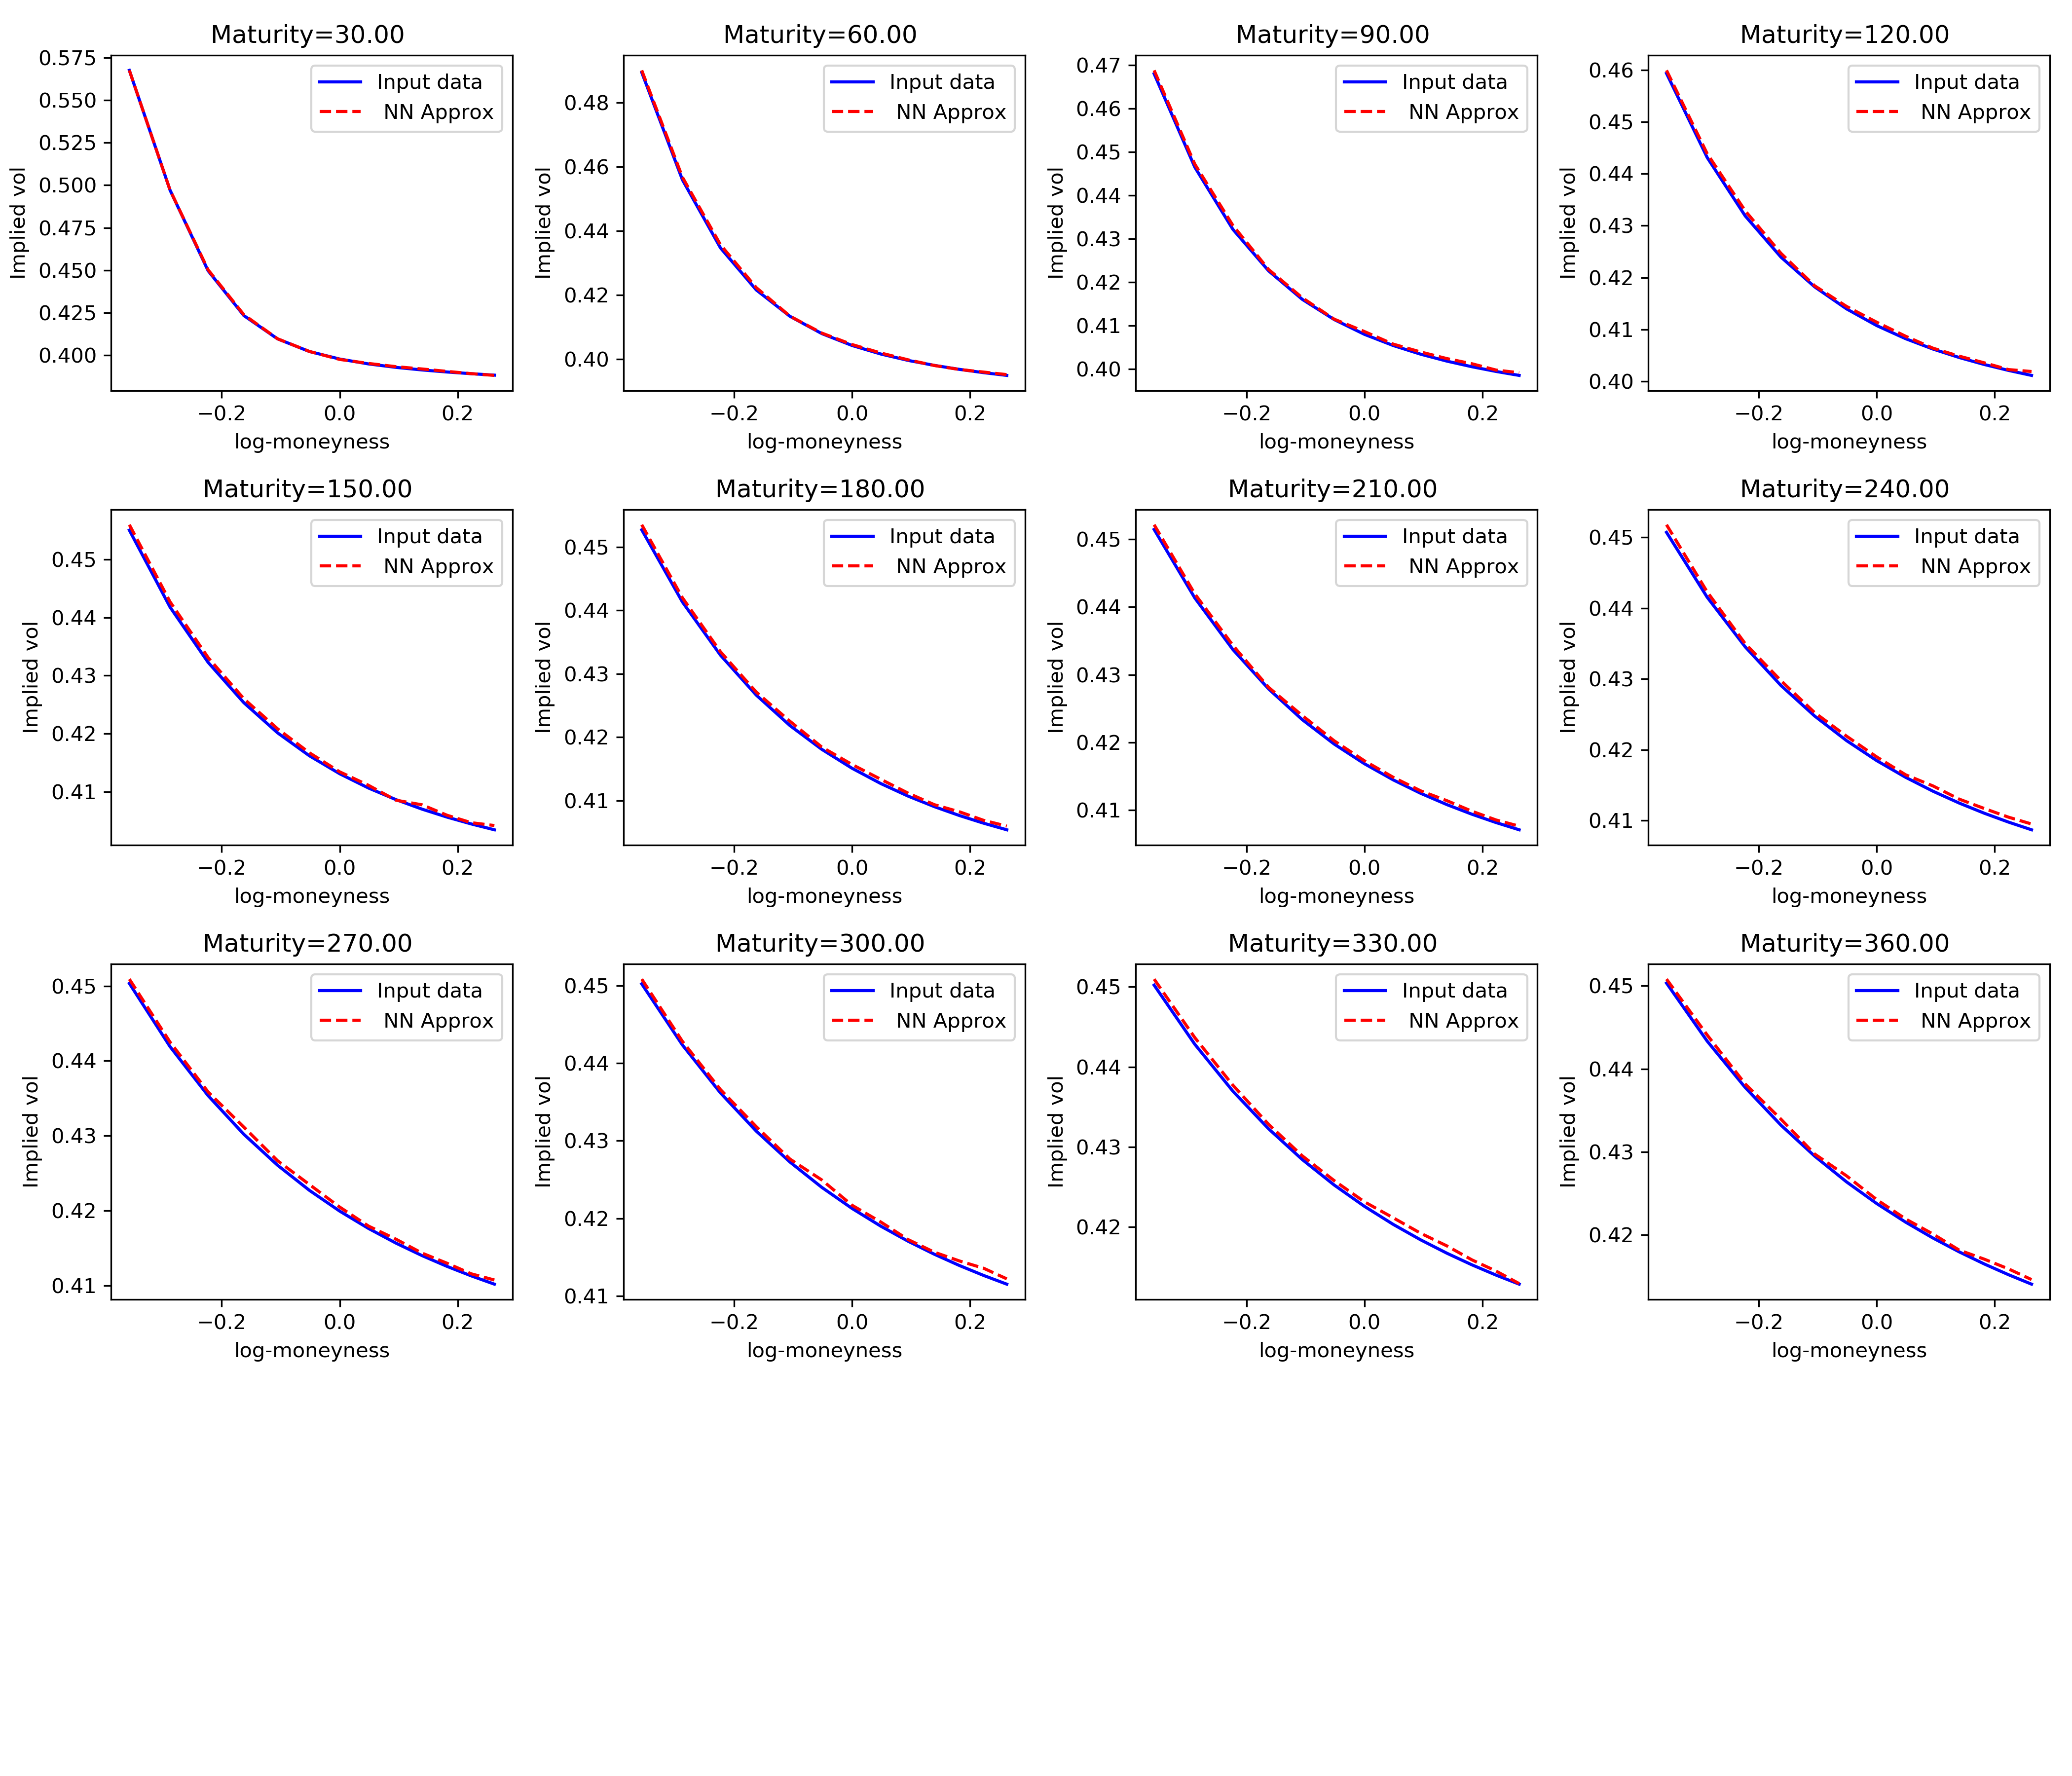 Maturity=30.00
Implied vol
0.575
0.550
0.525
0.500
0.475
0.450
0.425
0.400
Input data
NN Approx
−0.2 0.0 0.2
log-moneyness
Maturity=60.00
Implied vol
0.48
0.46
0.44
0.42
0.40
Input data
NN Approx
−0.2 0.0 0.2
log-moneyness
Maturity=90.00
Implied vol
0.47
0.46
0.45
0.44
0.43
0.42
0.41
0.40
Input data
NN Approx
−0.2 0.0 0.2
log-moneyness
Maturity=120.00
Implied vol
0.46
0.45
0.44
0.43
0.42
0.41
0.40
Input data
NN Approx
−0.2 0.0 0.2
log-moneyness
Maturity=150.00
Implied vol
0.45
0.44
0.43
0.42
0.41
Input data
NN Approx
−0.2 0.0 0.2
log-moneyness
Maturity=180.00
Implied vol
0.45
0.44
0.43
0.42
0.41
Input data
NN Approx
−0.2 0.0 0.2
log-moneyness
Maturity=210.00
Implied vol
0.45
0.44
0.43
0.42
0.41
Input data
NN Approx
−0.2 0.0 0.2
log-moneyness
Maturity=240.00
Implied vol
0.45
0.44
0.43
0.42
0.41
Input data
NN Approx
−0.2 0.0 0.2
log-moneyness
Maturity=270.00
Implied vol
0.45
0.44
0.43
0.42
0.41
Input data
NN Approx
−0.2 0.0 0.2
log-moneyness
Maturity=300.00
Implied vol
0.45
0.44
0.43
0.42
0.41
Input data
NN Approx
−0.2 0.0 0.2
log-moneyness
Maturity=330.00
Implied vol
0.45
0.44
0.43
0.42
Input data
NN Approx
−0.2 0.0 0.2
log-moneyness
Maturity=360.00
Implied vol
0.45
0.44
0.43
0.42
Input data
NN Approx
−0.2 0.0 0.2
log-moneyness